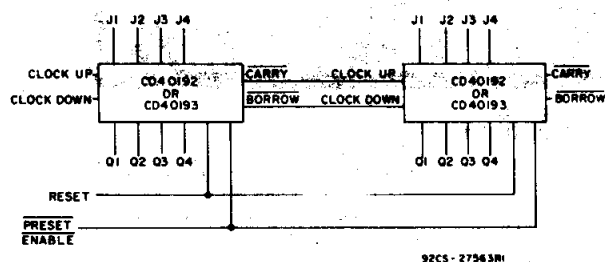 J1 J2 J3 J4 J1 J2 J3 J4
CLOCK UP CD40192 CARRY CLOCK UP CD40192 CARRY
OR OR
CLOCK DOWN CD40193 BORROW CLOCK DOWN CD40193 BORROW
Q1 Q2 Q3 Q4 Q1 Q2 Q3 Q4
RESET
PRESET
ENABLE
92CS-27563R1